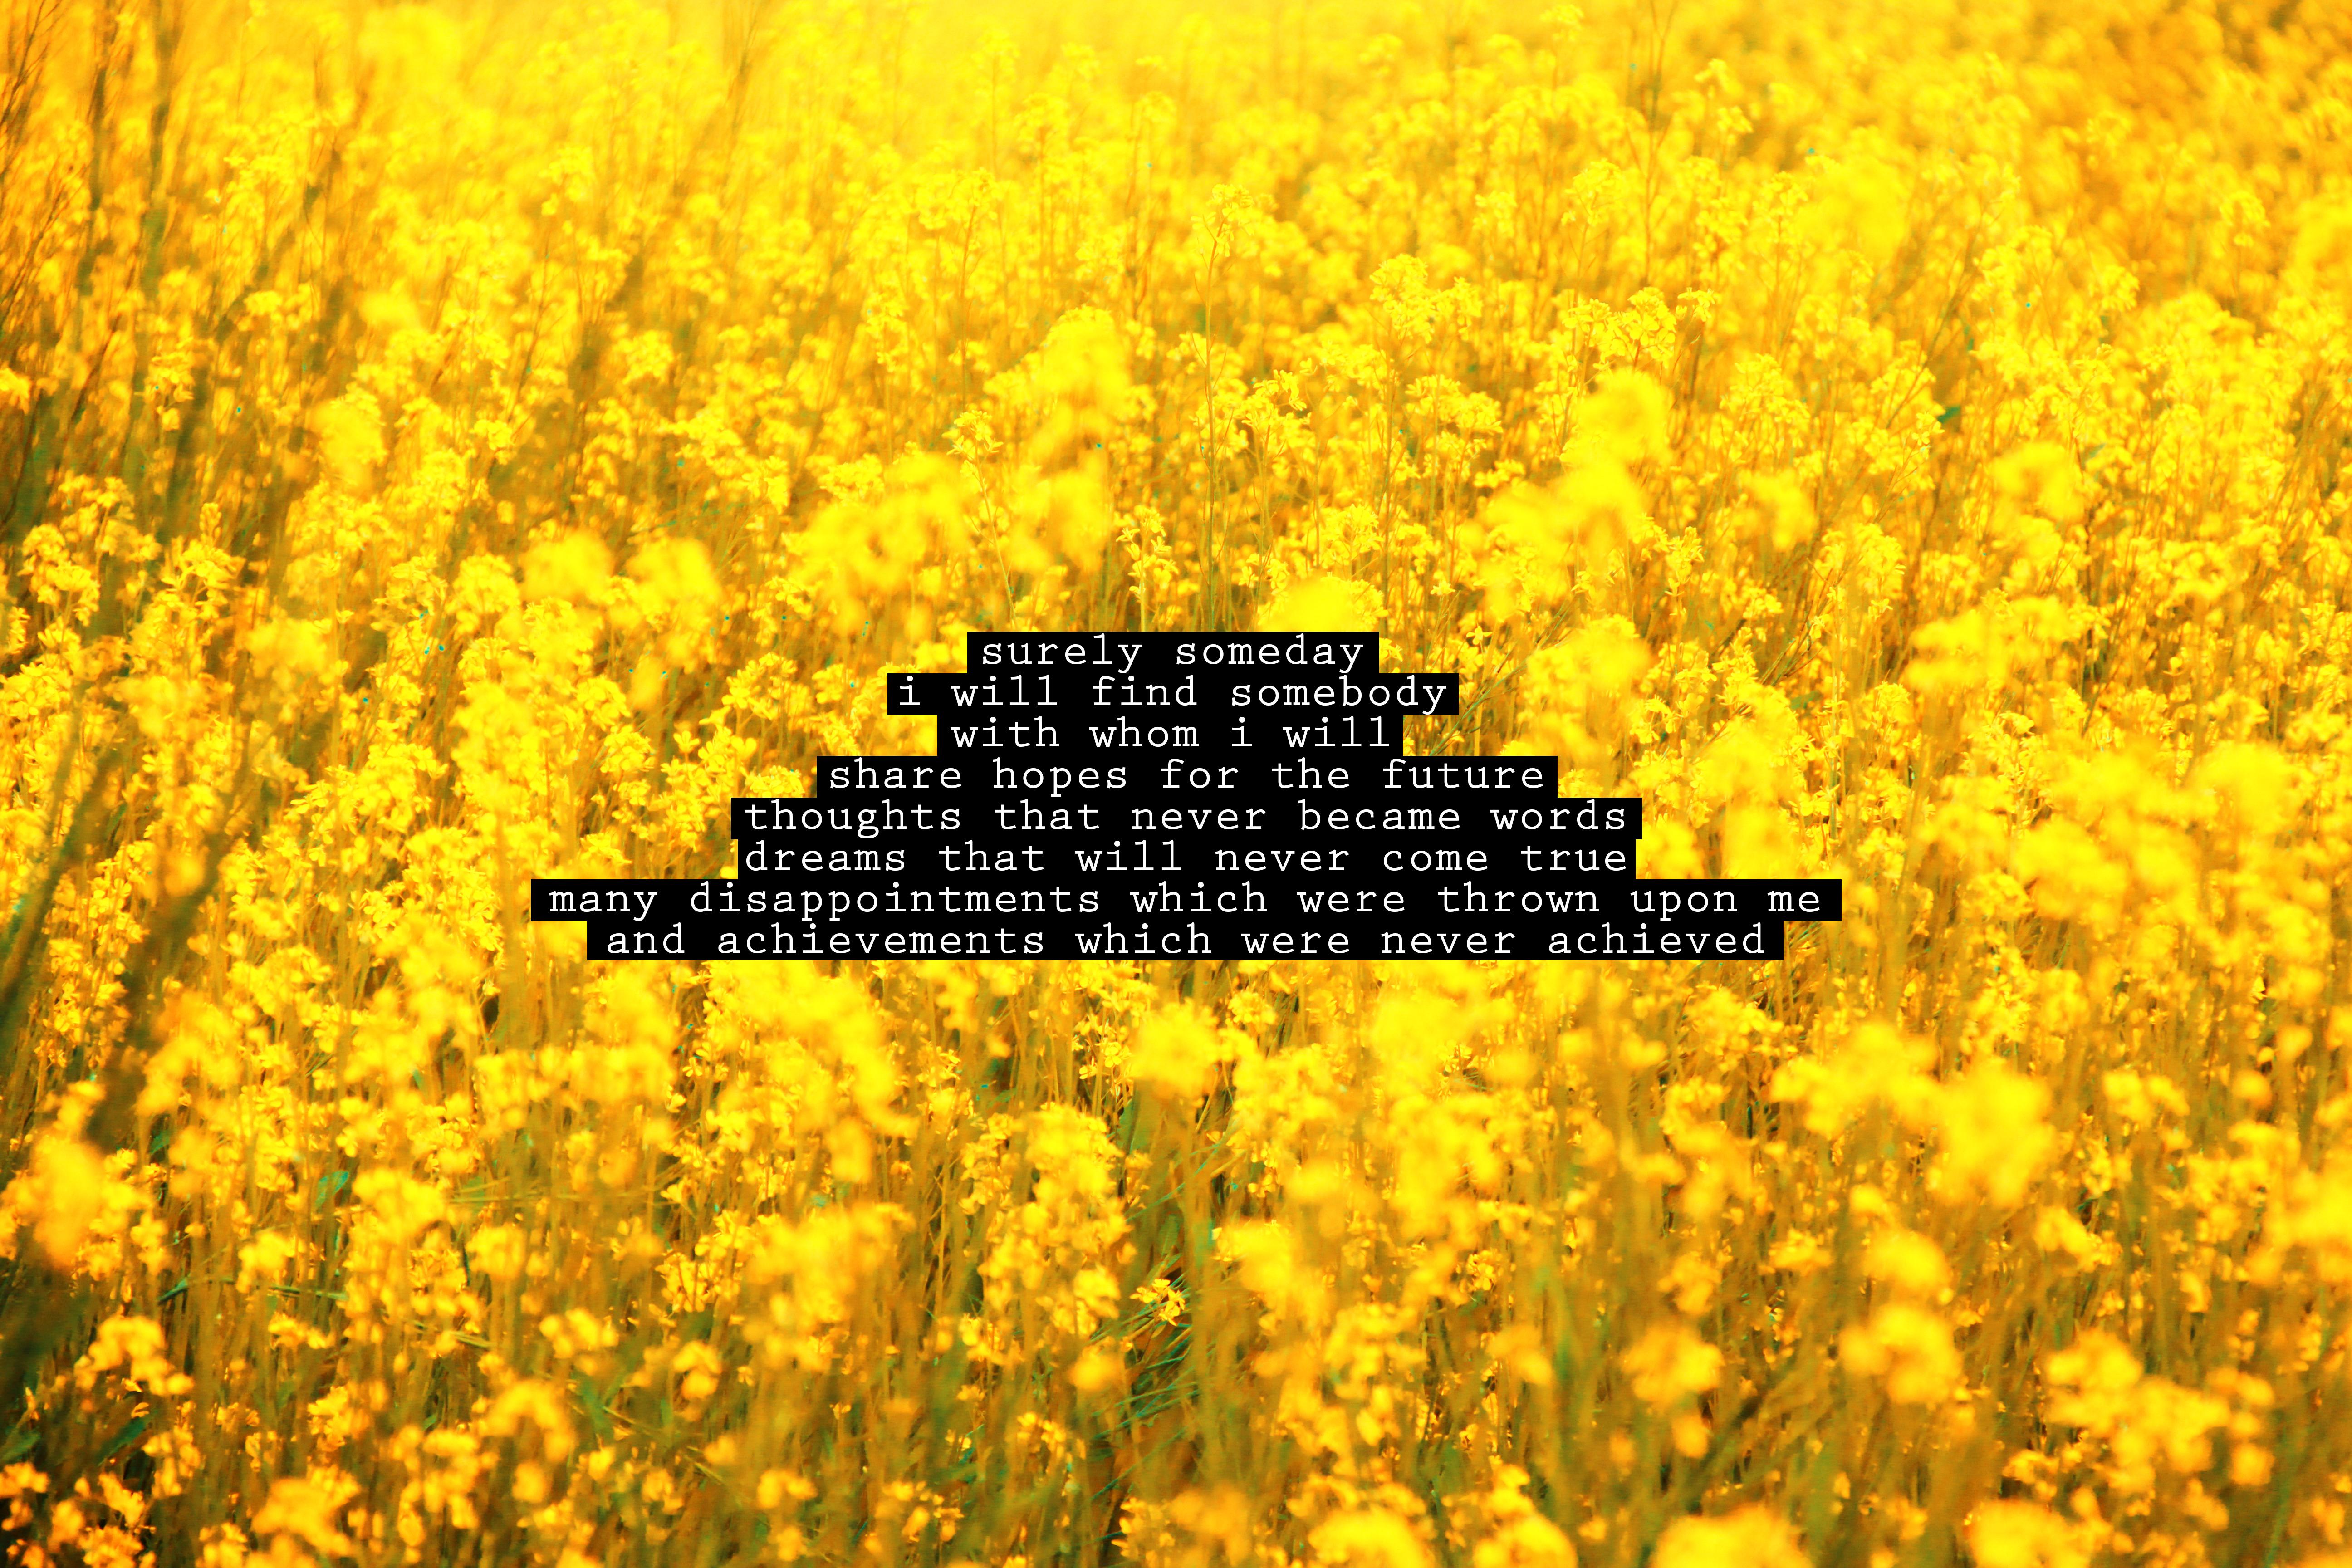 surely someday
i will find somebody
with whom i will
share hopes for the future
thoughts that never became words
dreams that will never come true
many disappointments which were thrown upon me
and achievements which were never achieved